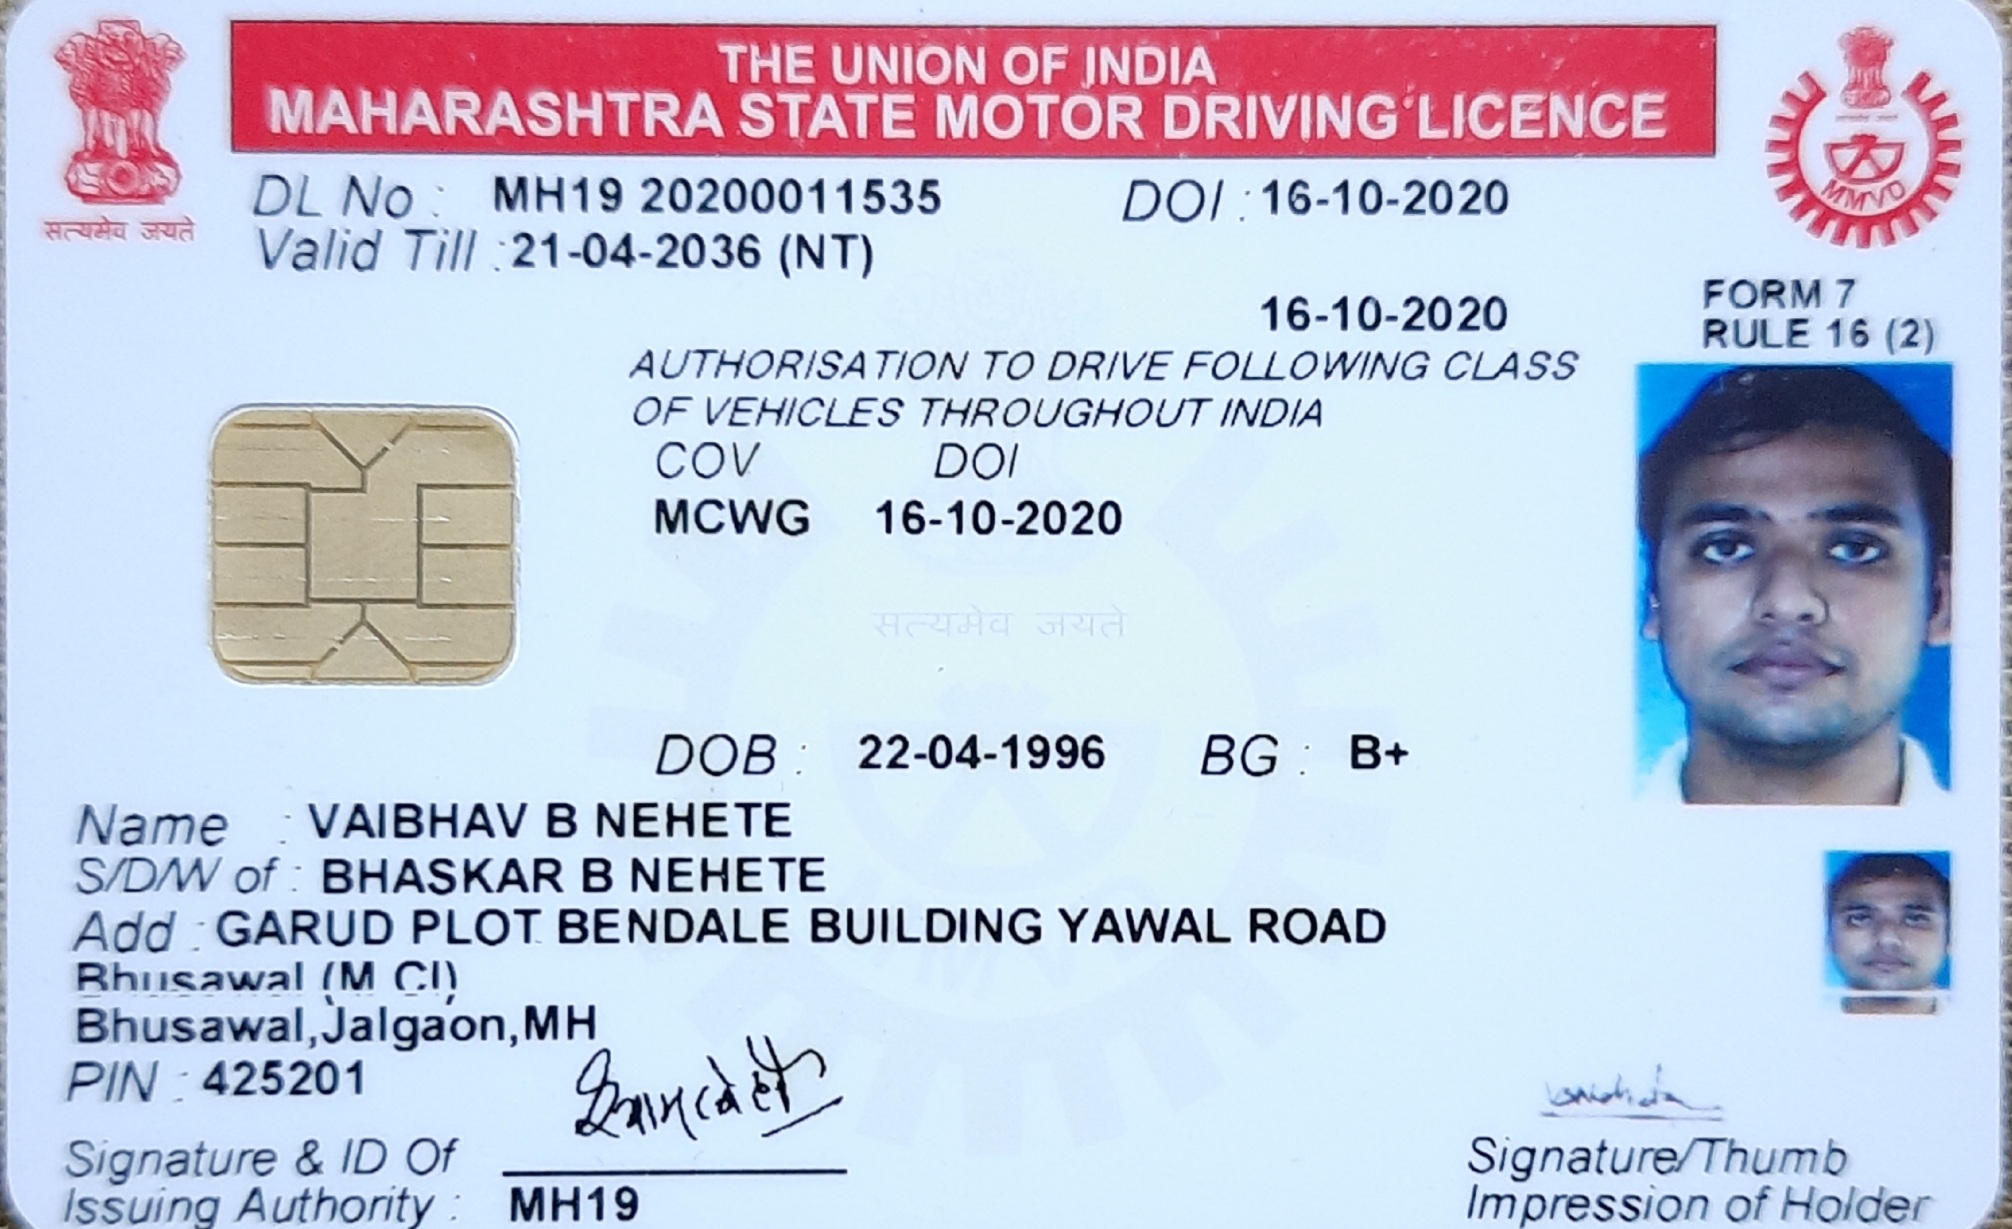 THE UNION OF INDIA
MAHARASHTRA STATE MOTOR DRIVING LICENCE
सत्यमेव जयते
MMVD
DL No : MH19 20200011535 DOI : 16-10-2020
Valid Till : 21-04-2036 (NT)
16-10-2020
FORM 7
RULE 16 (2)
AUTHORISATION TO DRIVE FOLLOWING CLASS
OF VEHICLES THROUGHOUT INDIA
COV DOI
MCWG 16-10-2020
सत्यमेव जयते
DOB : 22-04-1996 BG : B+
Name : VAIBHAV B NEHETE
S/D/W of : BHASKAR B NEHETE
Add : GARUD PLOT BENDALE BUILDING YAWAL ROAD
Bhusawal (M Cl)
Bhusawal,Jalgaon,MH
PIN : 425201
Signature & ID Of
Issuing Authority : MH19
Signature/Thumb
Impression of Holder